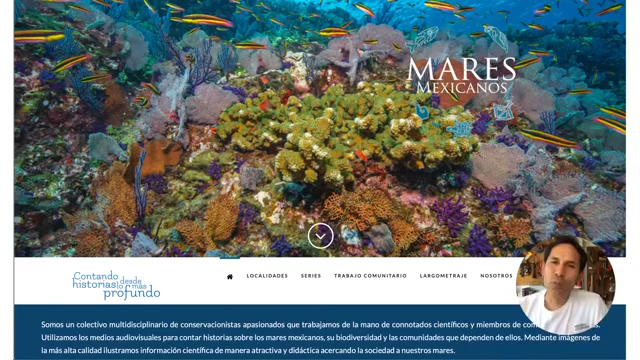 MARES
MEXICANOS
Contando
historias desde
lo más
profundo
LOCALIDADES SERIES TRABAJO COMUNITARIO LARGOMETRAJE NOSOTROS
Somos un colectivo multidisciplinario de conservacionistas apasionados que trabajamos de la mano de connotados científicos y miembros de
Utilizamos los medios audiovisuales para contar historias sobre los mares mexicanos, su biodiversidad y las comunidades que dependen de ellos. Mediante imágenes de
la más alta calidad ilustramos información científica de manera atractiva y didáctica acercando la sociedad a nuestros mares.